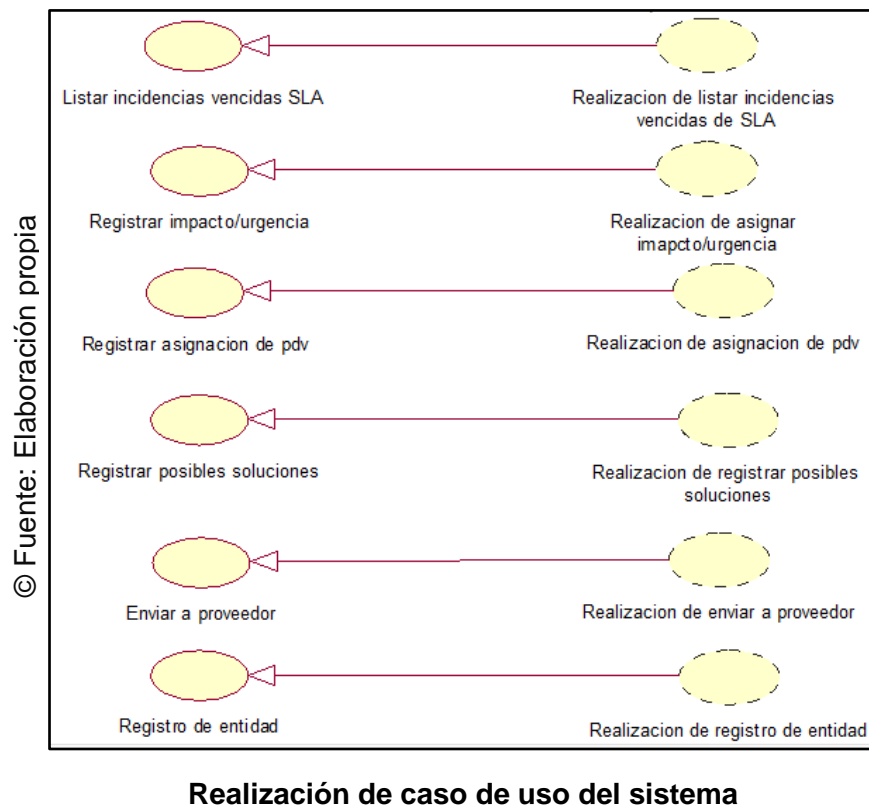 Listar incidencias vencidas SLA
Realizacion de listar incidencias
vencidas de SLA
Registrar impacto/urgencia
Realizacion de asignar
imapcto/urgencia
Registrar asignacion de pdv
Realizacion de asignacion de pdv
Registrar posibles soluciones
Realizacion de registrar posibles
soluciones
Enviar a proveedor
Realizacion de enviar a proveedor
Registro de entidad
Realizacion de registro de entidad
© Fuente: Elaboración propia
Realización de caso de uso del sistema